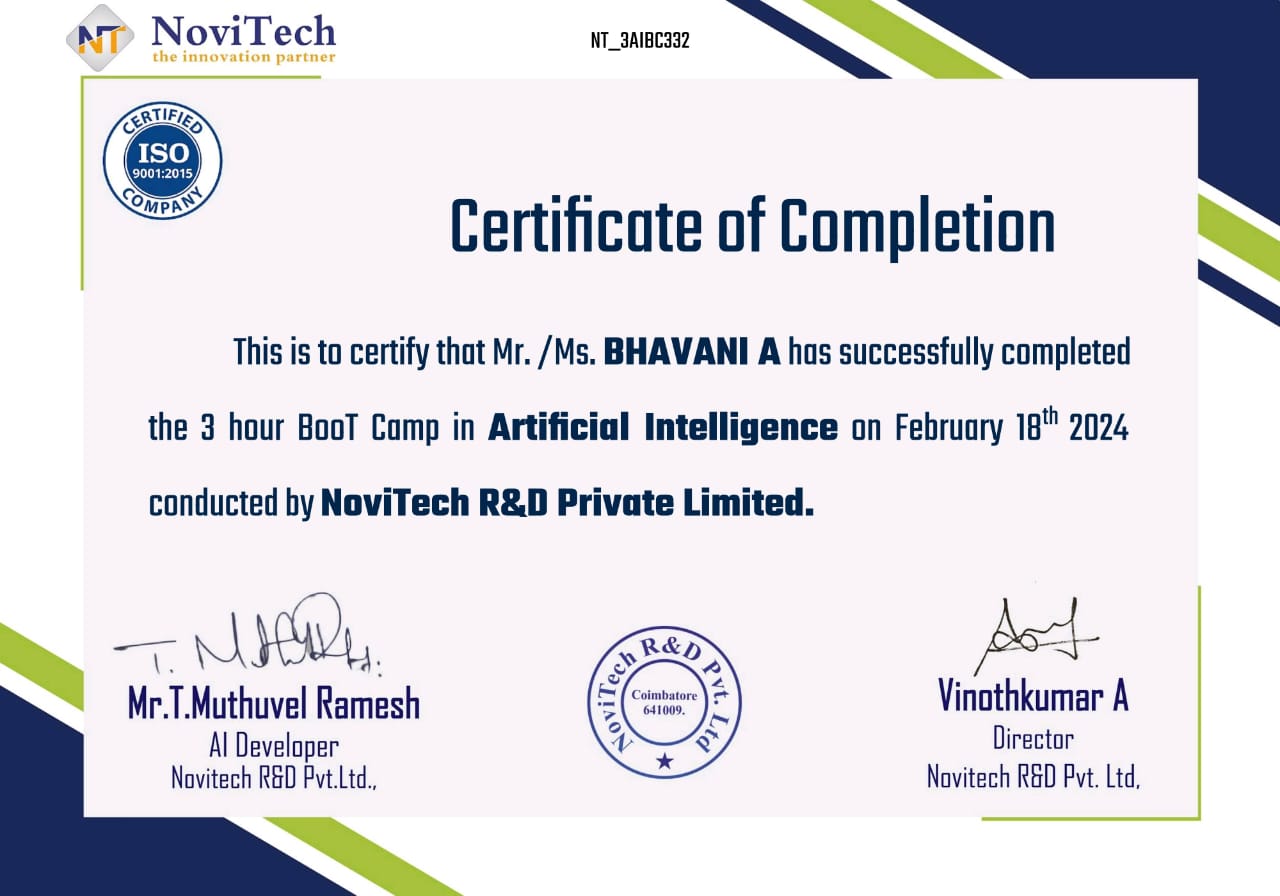 NT NoviTech
the innovation partner
NT_3AIBC332
CERTIFIED
ISO
9001:2015
COMPANY
Certificate of Completion
This is to certify that Mr. /Ms. BHAVANI A has successfully completed
the 3 hour BooT Camp in Artificial Intelligence on February 18th 2024
conducted by NoviTech R&D Private Limited.
Mr.T.Muthuvel Ramesh
AI Developer
Novitech R&D Pvt.Ltd.,
NoviTech R&D Pvt. Ltd
Coimbatore
641009.
Vinothkumar A
Director
Novitech R&D Pvt. Ltd,